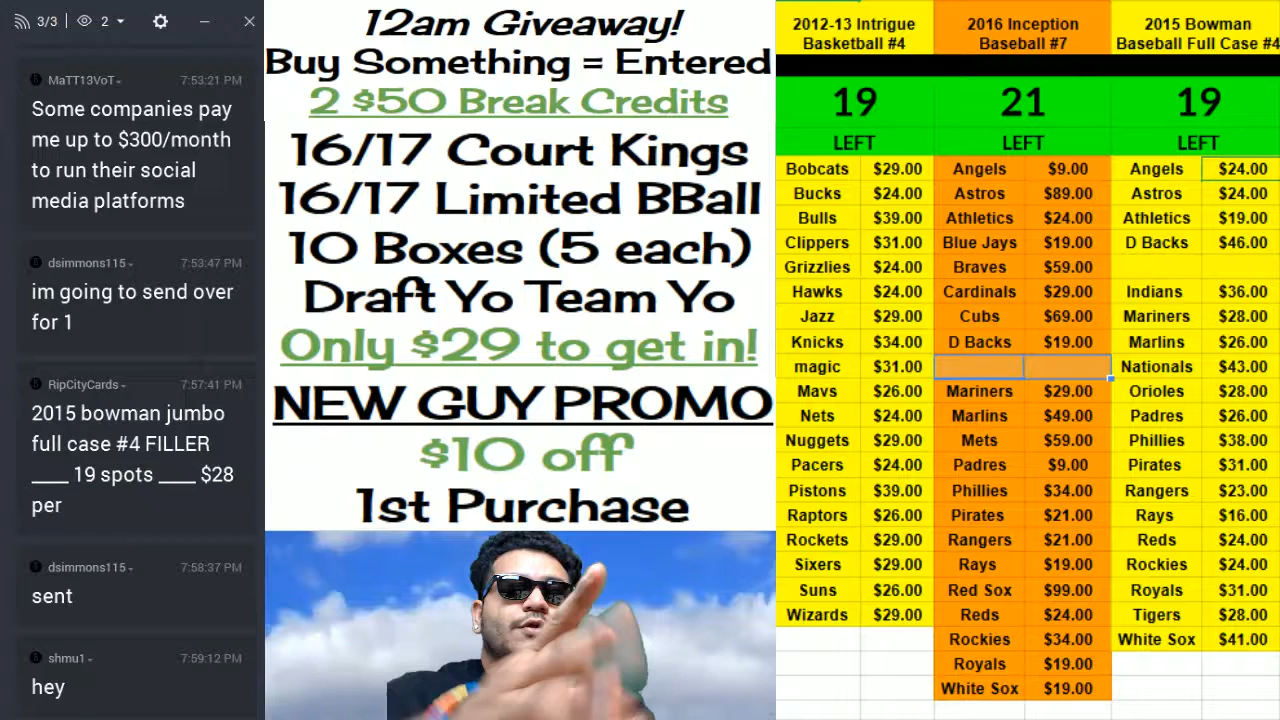 3/3
2
MaTT13VoT
7:53:21 PM
Some companies pay
me up to $300/month
to run their social
media platforms
dsimmons115
7:53:47 PM
im going to send over
for 1
RipCityCards
7:57:41 PM
2015 bowman jumbo
full case #4 FILLER
____ 19 spots ____ $28
per
dsimmons115
7:58:37 PM
sent
shmu1
7:59:12 PM
hey
12am Giveaway!
Buy Something = Entered
2 $50 Break Credits
16/17 Court Kings
16/17 Limited BBall
10 Boxes (5 each)
Draft Yo Team Yo
Only $29 to get in!
NEW GUY PROMO
$10 off
1st Purchase
2012-13 Intrigue
Basketball #4
19
LEFT
Bobcats $29.00
Bucks $24.00
Bulls $39.00
Clippers $31.00
Grizzlies $24.00
Hawks $24.00
Jazz $29.00
Knicks $34.00
magic $31.00
Mavs $26.00
Nets $24.00
Nuggets $29.00
Pacers $24.00
Pistons $39.00
Raptors $26.00
Rockets $29.00
Sixers $29.00
Suns $26.00
Wizards $29.00
2016 Inception
Baseball #7
21
LEFT
Angels $9.00
Astros $89.00
Athletics $24.00
Blue Jays $19.00
Braves $59.00
Cardinals $29.00
Cubs $69.00
D Backs $19.00
Mariners $29.00
Marlins $49.00
Mets $59.00
Padres $9.00
Phillies $34.00
Pirates $21.00
Rangers $21.00
Rays $19.00
Red Sox $99.00
Reds $24.00
Rockies $34.00
Royals $19.00
White Sox $19.00
2015 Bowman
Baseball Full Case #4
19
LEFT
Angels $24.00
Astros $24.00
Athletics $19.00
D Backs $46.00
Indians $36.00
Mariners $28.00
Marlins $26.00
Nationals $43.00
Orioles $28.00
Padres $26.00
Phillies $38.00
Pirates $31.00
Rangers $23.00
Rays $16.00
Reds $24.00
Rockies $24.00
Royals $31.00
Tigers $28.00
White Sox $41.00